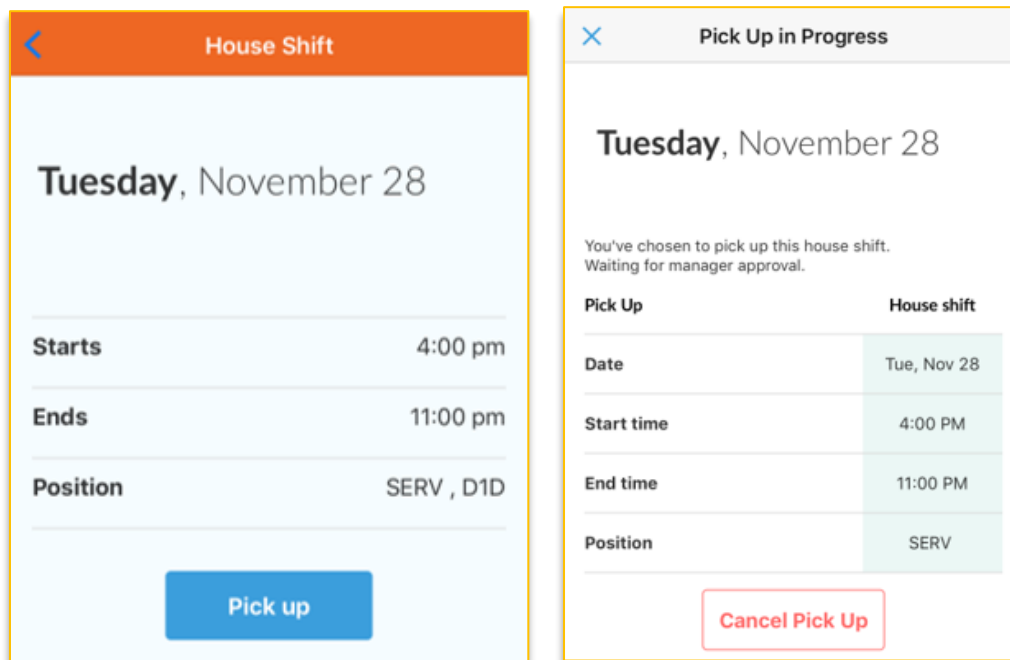 House Shift
Tuesday, November 28
Starts 4:00 pm
Ends 11:00 pm
Position SERV , D1D
Pick up
Pick Up in Progress
Tuesday, November 28
You've chosen to pick up this house shift.
Waiting for manager approval.
Pick Up House shift
Date Tue, Nov 28
Start time 4:00 PM
End time 11:00 PM
Position SERV
Cancel Pick Up